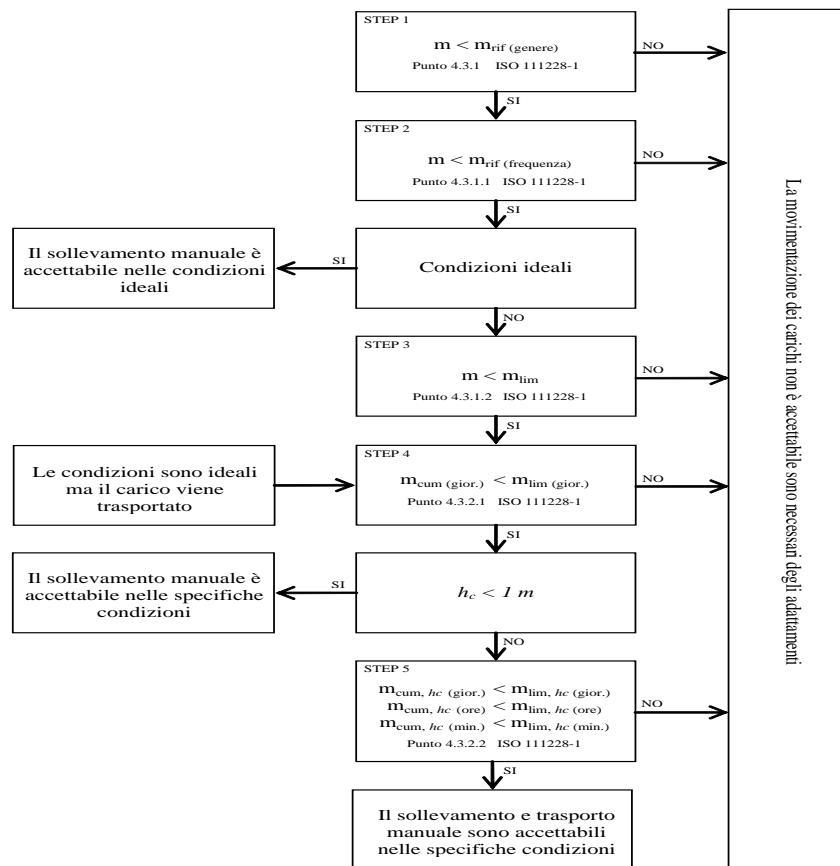 STEP 1
m < mrif (genere)
Punto 4.3.1 ISO 111228-1
NO
SI
STEP 2
m < mrif (frequenza)
Punto 4.3.1.1 ISO 111228-1
NO
SI
Il sollevamento manuale è
accettabile nelle condizioni
ideali
SI
Condizioni ideali
NO
STEP 3
m < mlim
Punto 4.3.1.2 ISO 111228-1
NO
SI
Le condizioni sono ideali
ma il carico viene
trasportato
STEP 4
mcum (gior.) < mlim (gior.)
Punto 4.3.2.1 ISO 111228-1
NO
SI
Il sollevamento manuale è
accettabile nelle specifiche
condizioni
SI
hc < 1 m
NO
STEP 5
mcum, hc (gior.) < mlim, hc (gior.)
mcum, hc (ore) < mlim, hc (ore)
mcum, hc (min.) < mlim, hc (min.)
Punto 4.3.2.2 ISO 111228-1
NO
SI
Il sollevamento e trasporto
manuale sono accettabili
nelle specifiche condizioni
La movimentazione dei carichi non è accettabile sono necessari degli adattamenti